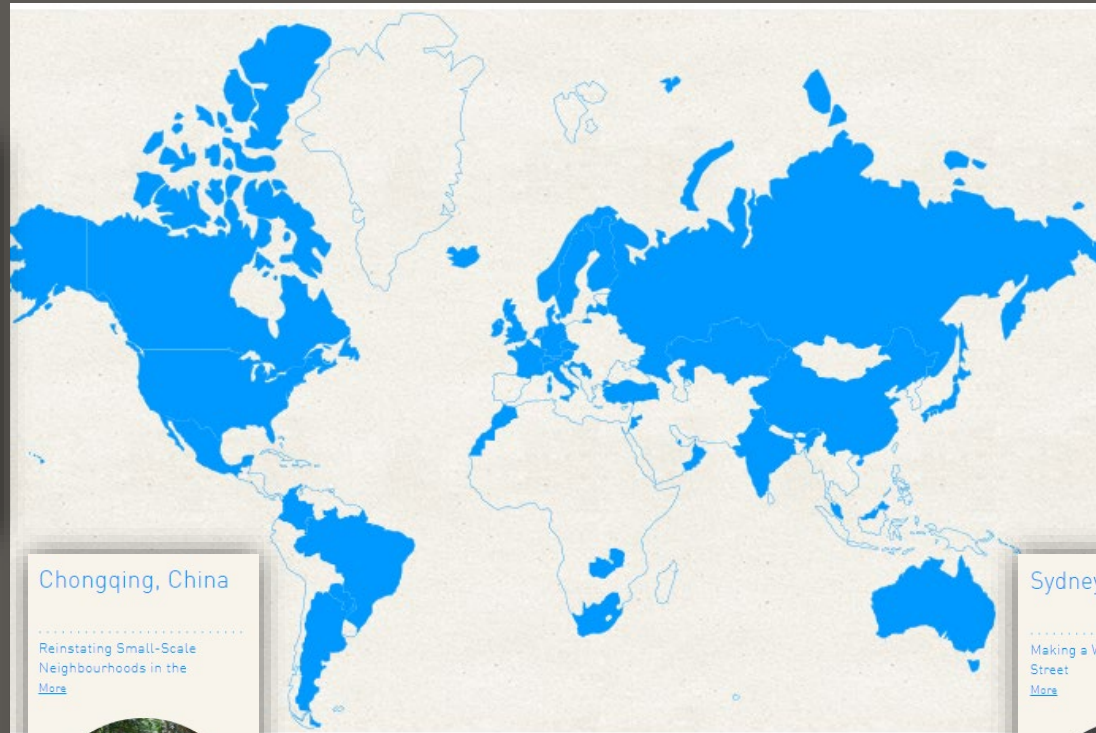 Chongqing, China
Reinstating Small-Scale
Neighbourhoods in the
More
Sydney
Making a
Street
More